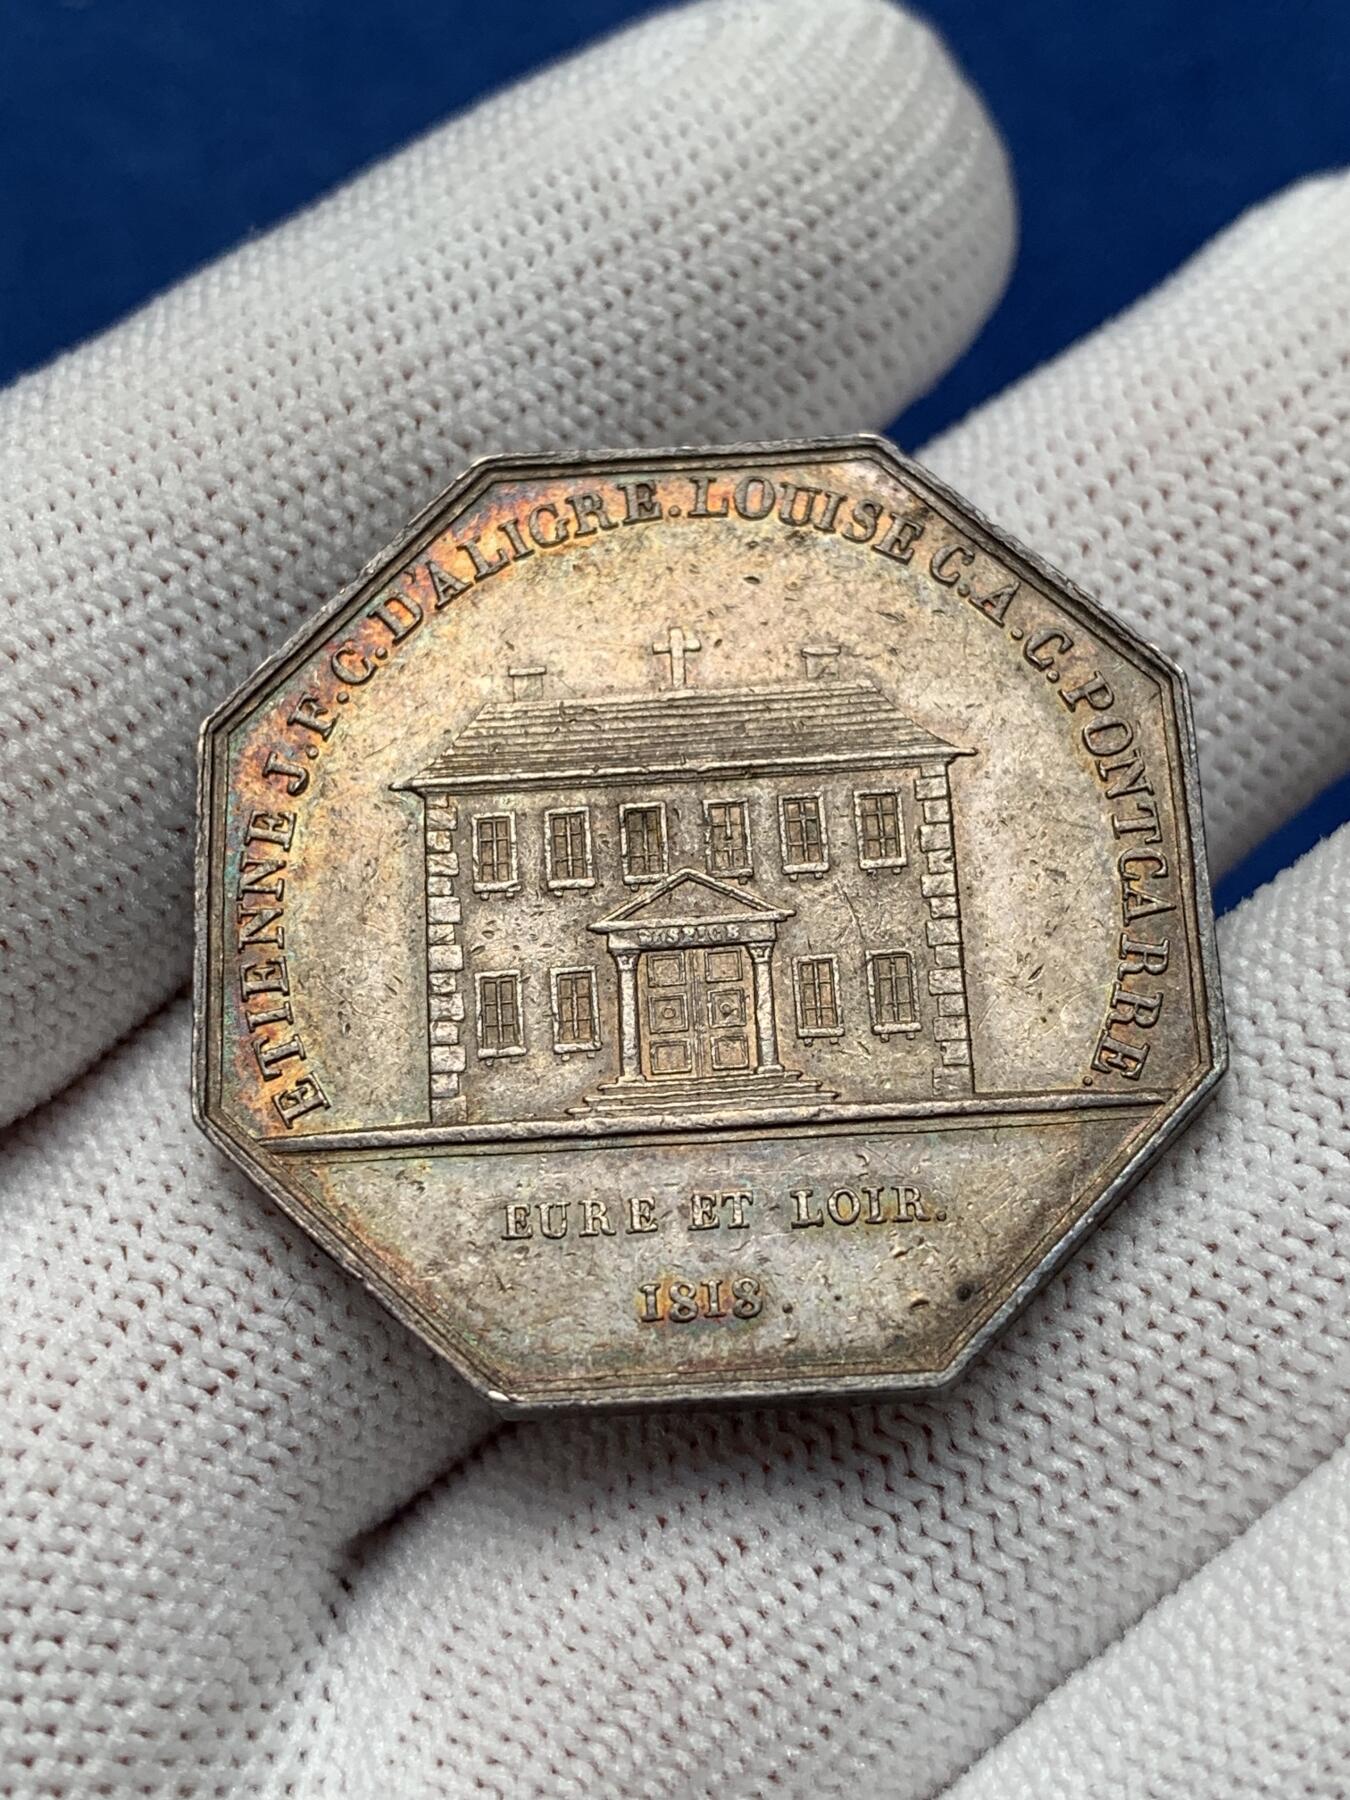 ETIENNE J.F.C.D'ALIGRE.LOUISE C.A.C.PONTCARRE.
EURE ET LOIR.
1818.